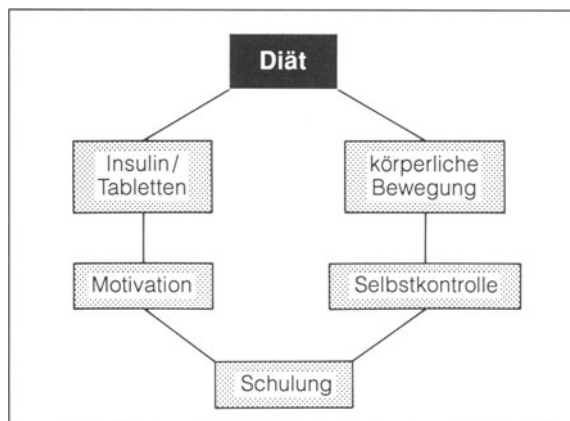 Diät
Insulin/
Tabletten
körperliche
Bewegung
Motivation
Selbstkontrolle
Schulung